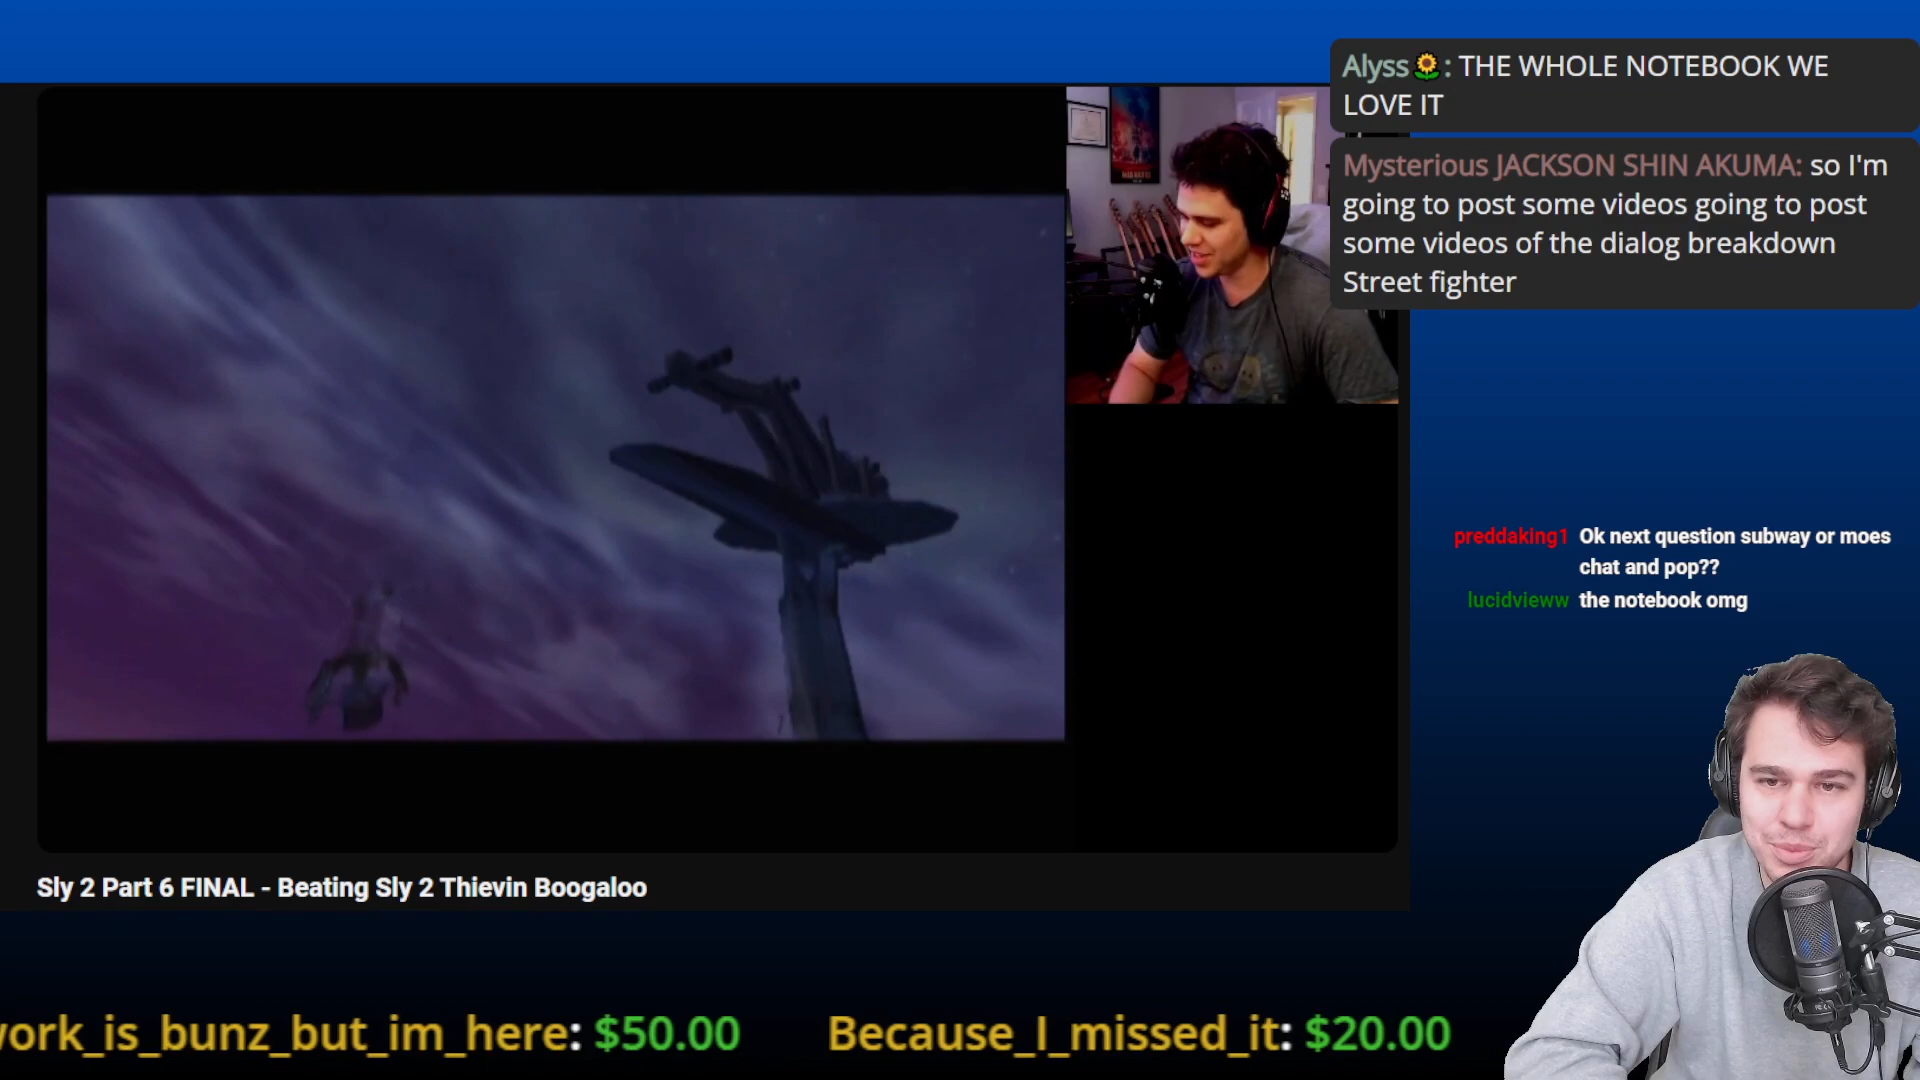 Alyss🌻: THE WHOLE NOTEBOOK WE
LOVE IT
Mysterious JACKSON SHIN AKUMA: so I'm
going to post some videos going to post
some videos of the dialog breakdown
Street fighter
preddaking1 Ok next question subway or moes
chat and pop??
lucidvieww the notebook omg
Sly 2 Part 6 FINAL - Beating Sly 2 Thievin Boogaloo
work_is_bunz_but_im_here: $50.00 Because_I_missed_it: $20.00